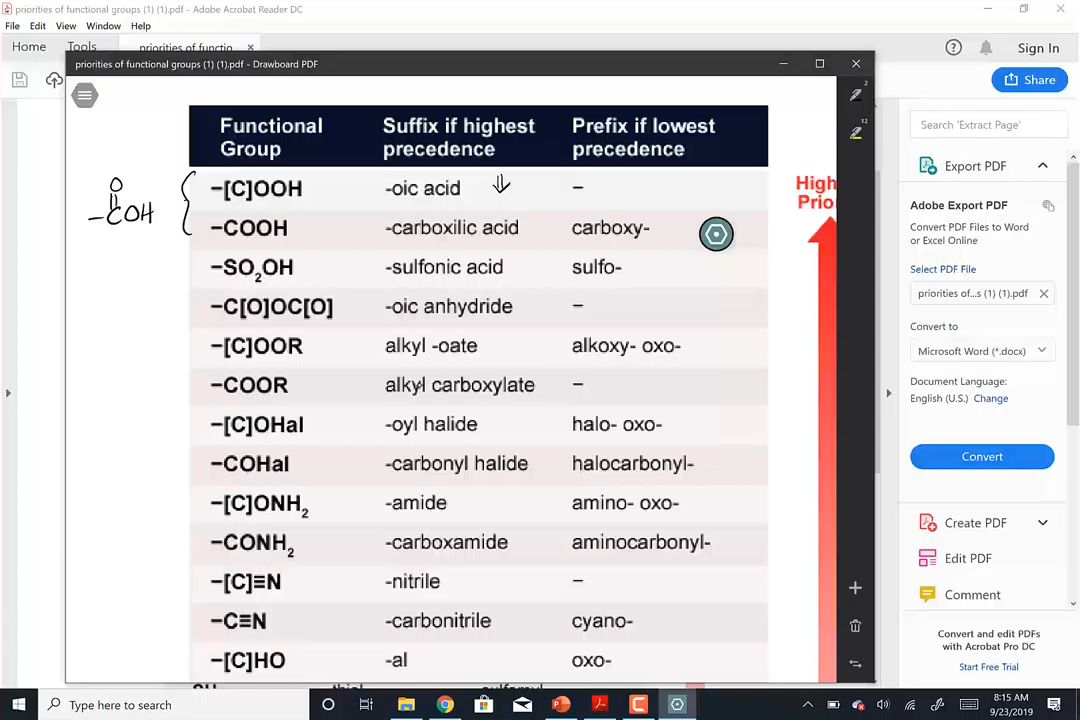 priorities of functional groups (1) (1).pdf - Adobe Acrobat Reader DC
File Edit View Window Help
Home Tools priorities of functio... × Sign In
Share
priorities of functional groups (1) (1).pdf - Drawboard PDF
2
12
Functional Group Suffix if highest precedence Prefix if lowest precedence
−[C]OOH -oic acid −
−COOH -carboxilic acid carboxy-
−SO₂OH -sulfonic acid sulfo-
−C[O]OC[O] -oic anhydride −
−[C]OOR alkyl -oate alkoxy- oxo-
−COOR alkyl carboxylate −
−[C]OHal -oyl halide halo- oxo-
−COHal -carbonyl halide halocarbonyl-
−[C]ONH₂ -amide amino- oxo-
−CONH₂ -carboxamide aminocarbonyl-
−[C]≡N -nitrile −
−C≡N -carbonitrile cyano-
−[C]HO -al oxo-
O
−COH
High
Prio
Search 'Extract Page'
Export PDF
Adobe Export PDF
Convert PDF Files to Word
or Excel Online
Select PDF File
priorities of...s (1) (1).pdf ×
Convert to
Microsoft Word (*.docx)
Document Language:
English (U.S.) Change
Convert
Create PDF
Edit PDF
Comment
Convert and edit PDFs
with Acrobat Pro DC
Start Free Trial
Type here to search
8:15 AM
9/23/2019